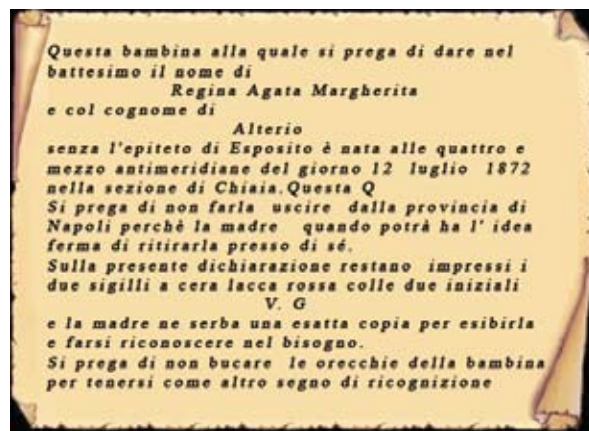 Questa bambina alla quale si prega di dare nel
battesimo il nome di
Regina Agata Margherita
e col cognome di
Alterio
senza l'epiteto di Esposito è nata alle quattro e
mezzo antimeridiane del giorno 12 luglio 1872
nella sezione di Chiaia.Questa Q
Si prega di non farla uscire dalla provincia di
Napoli perchè la madre quando potrà ha l' idea
ferma di ritirarla presso di sé.
Sulla presente dichiarazione restano impressi i
due sigilli a cera lacca rossa colle due iniziali
V. G
e la madre ne serba una esatta copia per esibirla
e farsi riconoscere nel bisogno.
Si prega di non bucare le orecchie della bambina
per tenersi come altro segno di ricognizione